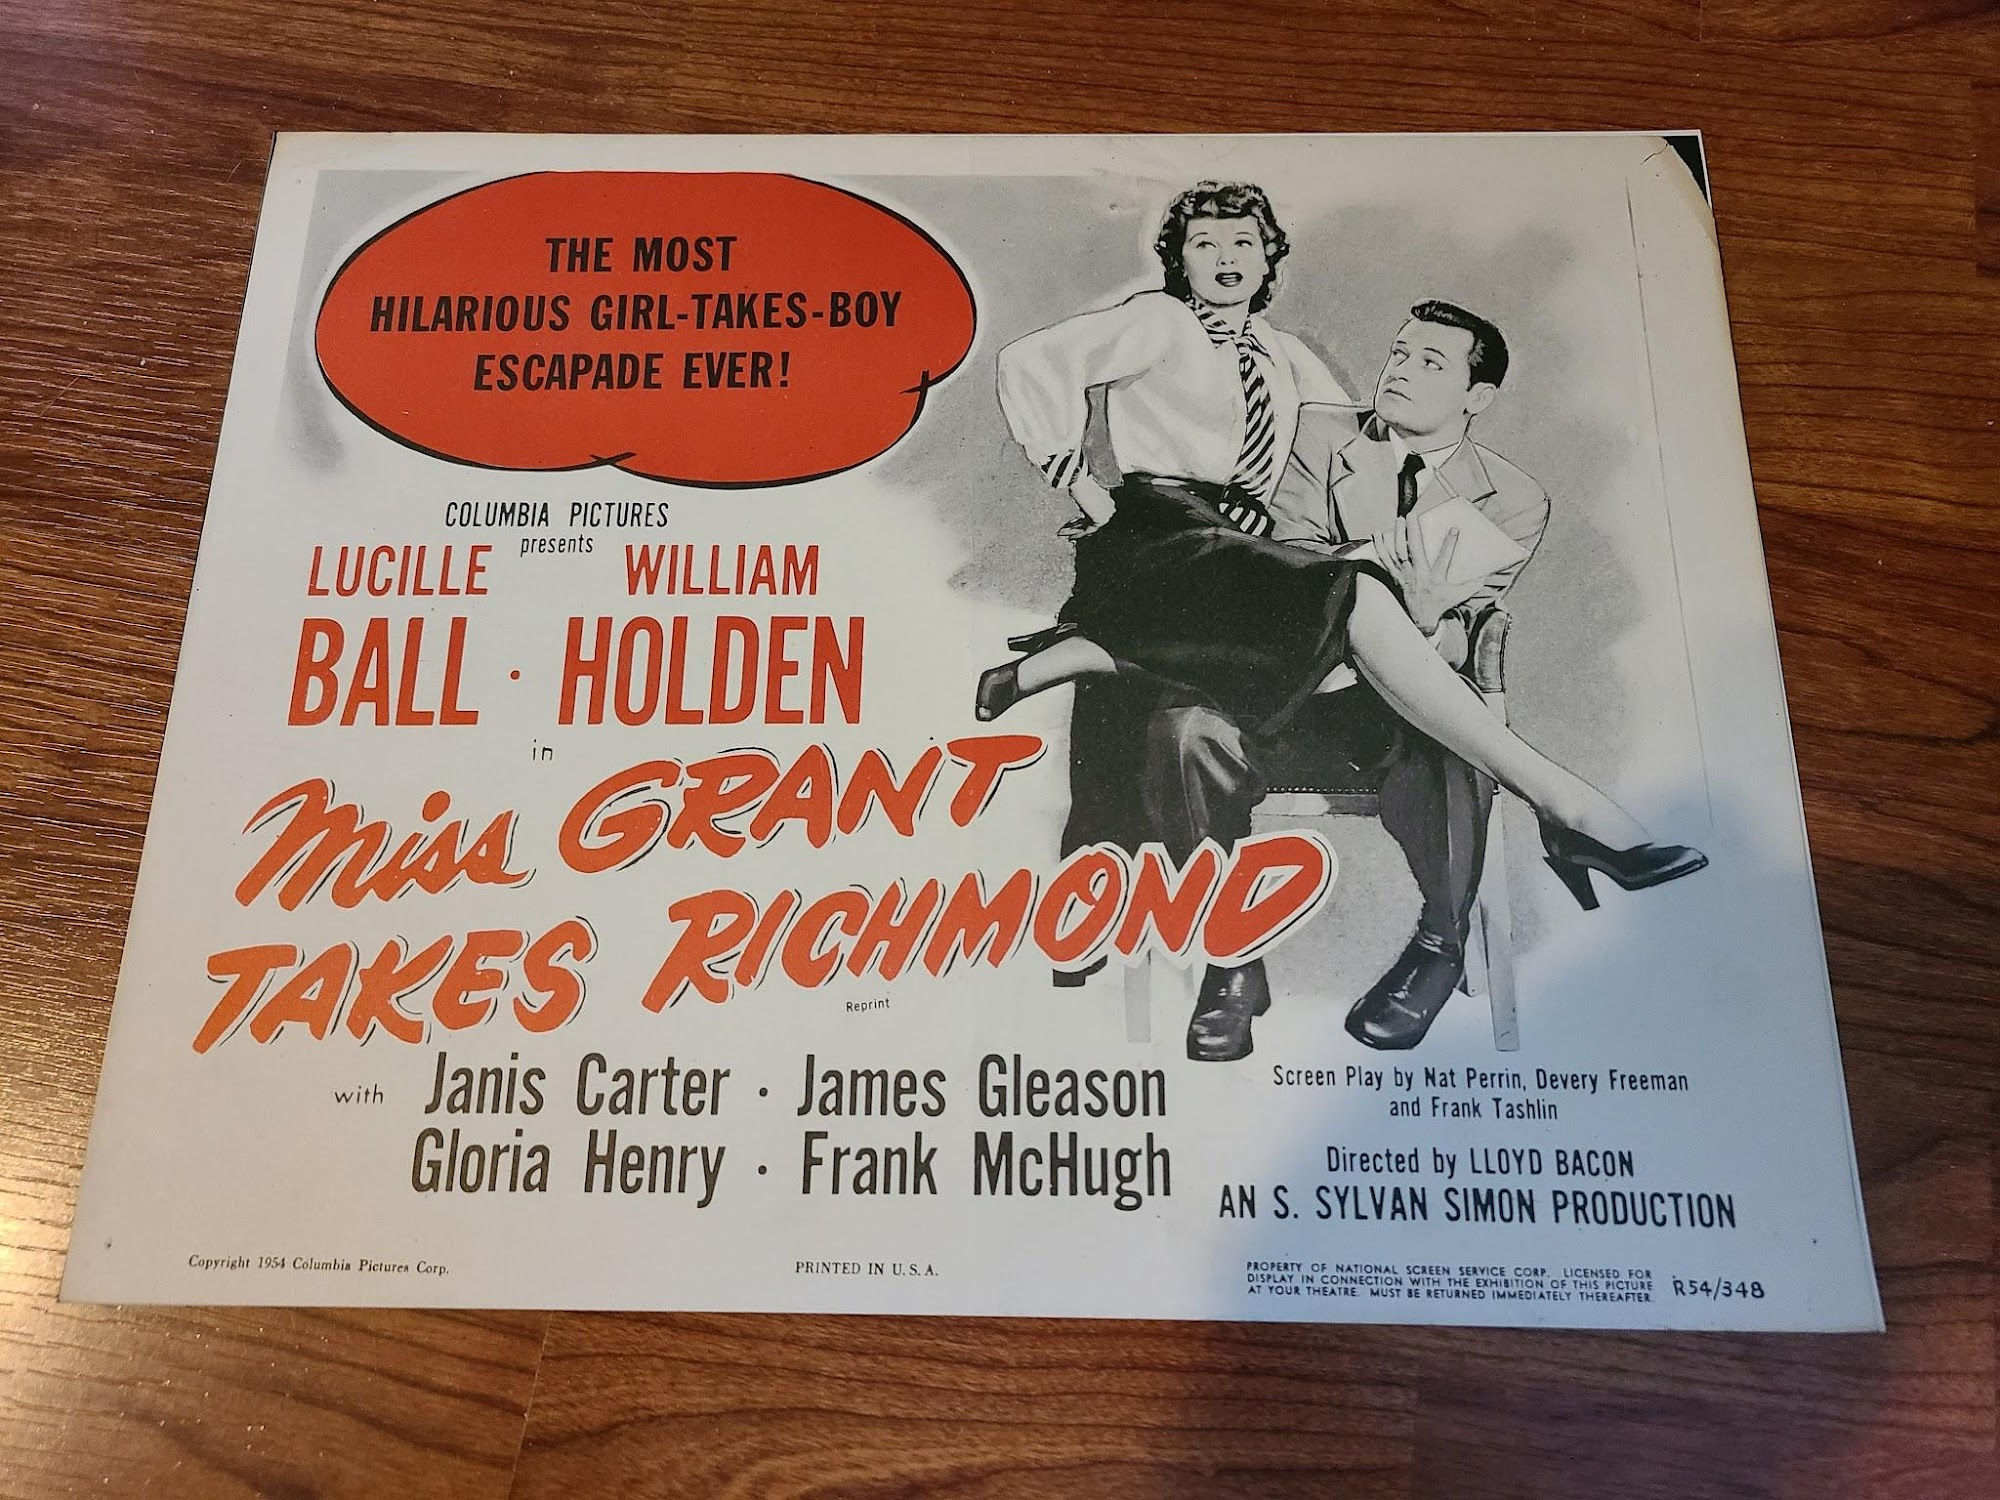 THE MOST
HILARIOUS GIRL-TAKES-BOY
ESCAPADE EVER!
COLUMBIA PICTURES
presents
LUCILLE WILLIAM
BALL · HOLDEN
in
Miss GRANT
TAKES RICHMOND
Reprint
with Janis Carter · James Gleason
Gloria Henry · Frank McHugh
Screen Play by Nat Perrin, Devery Freeman
and Frank Tashlin
Directed by LLOYD BACON
AN S. SYLVAN SIMON PRODUCTION
Copyright 1954 Columbia Pictures Corp.
PRINTED IN U. S. A.
PROPERTY OF NATIONAL SCREEN SERVICE CORP. LICENSED FOR
DISPLAY IN CONNECTION WITH THE EXHIBITION OF THIS PICTURE
AT YOUR THEATRE. MUST BE RETURNED IMMEDIATELY THEREAFTER.
R54/348